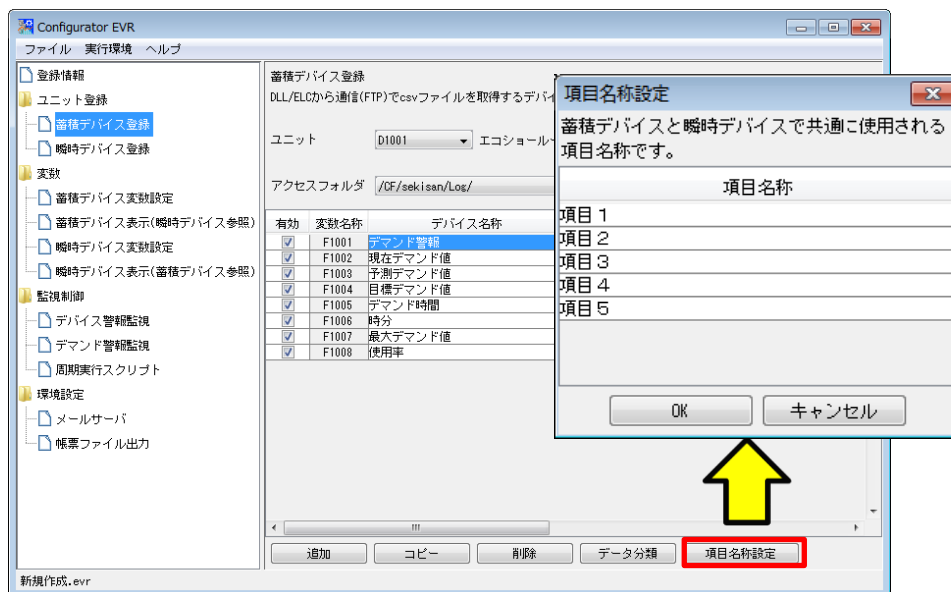 Configurator EVR
ファイル 実行環境 ヘルプ
登録情報
ユニット登録
蓄積デバイス登録
瞬時デバイス登録
変数
蓄積デバイス変数設定
蓄積デバイス表示(瞬時デバイス参照)
瞬時デバイス変数設定
瞬時デバイス表示(蓄積デバイス参照)
監視制御
デバイス警報監視
デマンド警報監視
周期実行スクリプト
環境設定
メールサーバ
帳票ファイル出力
蓄積デバイス登録
DLL/ELCから通信(FTP)でcsvファイルを取得するデバイ
ユニット D1001 エコショール
アクセスフォルダ /CF/sekisan/Log/
有効 変数名称 デバイス名称
F1001 デマンド警報
F1002 現在デマンド値
F1003 予測デマンド値
F1004 目標デマンド値
F1005 デマンド時間
F1006 時分
F1007 最大デマンド値
F1008 使用率
項目名称設定
蓄積デバイスと瞬時デバイスで共通に使用される
項目名称です。
項目名称
項目1
項目2
項目3
項目4
項目5
OK キャンセル
追加 コピー 削除 データ分類 項目名称設定
新規作成.evr